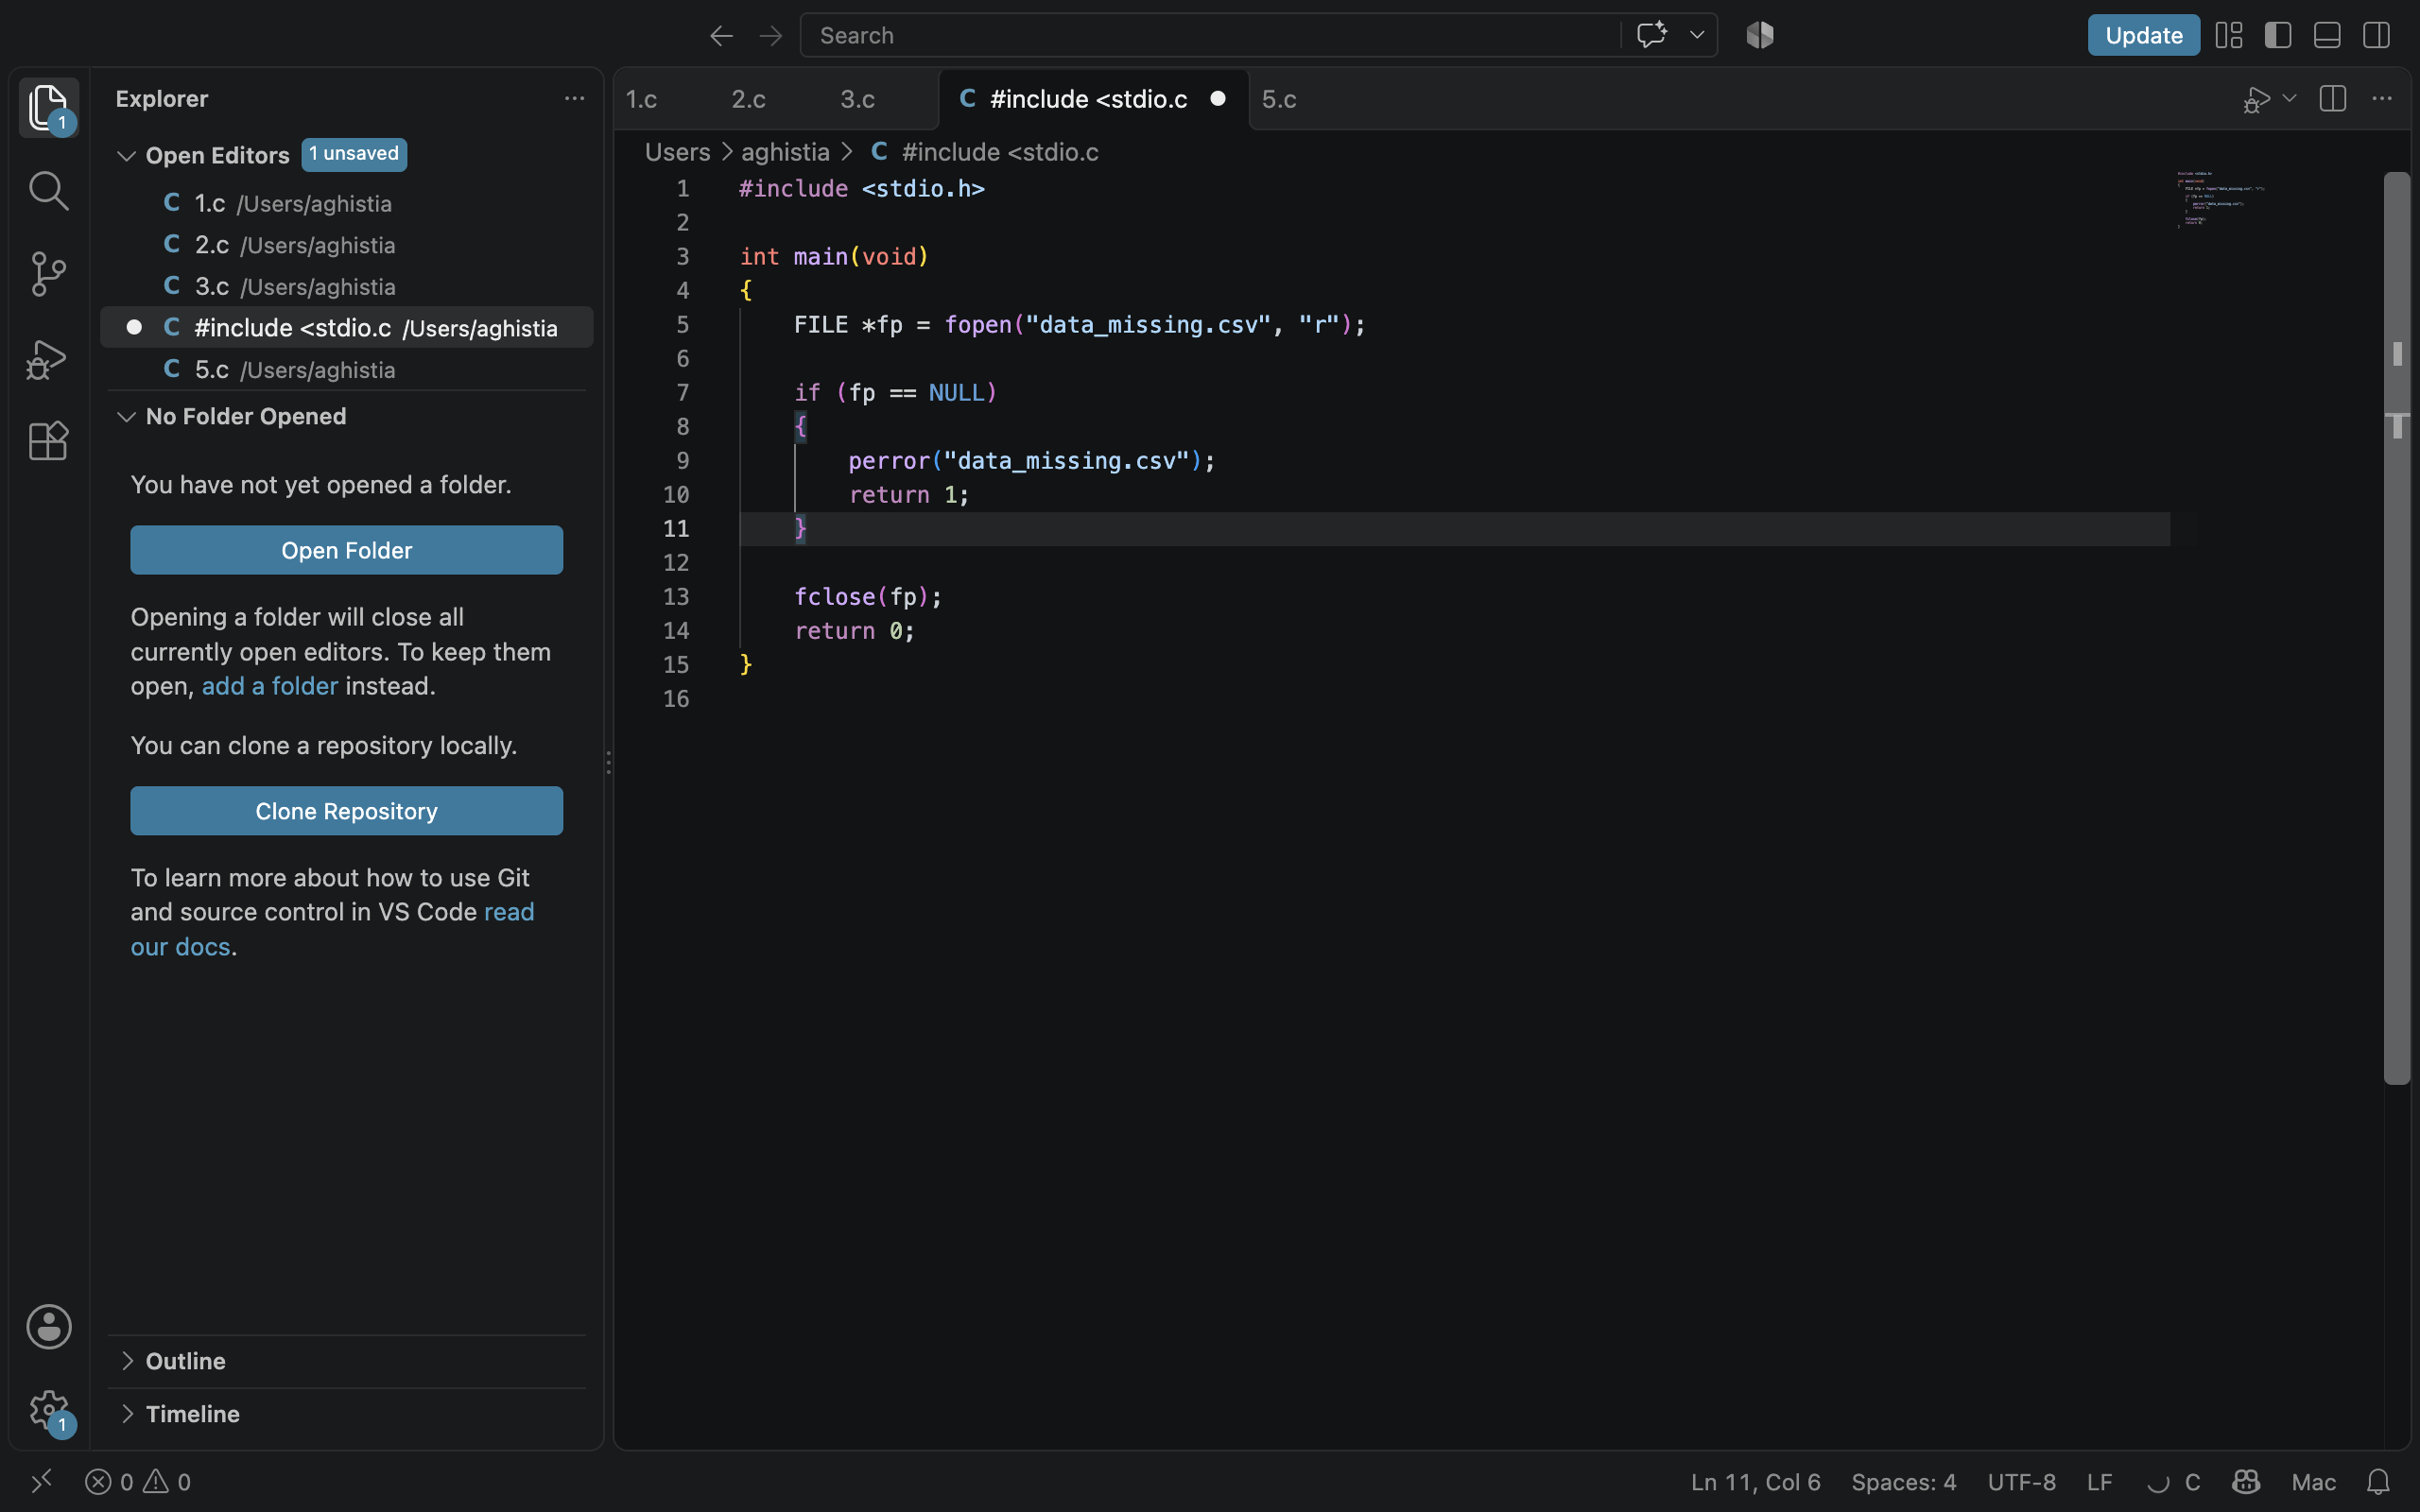 Search
Update
Explorer
1
Open Editors 1 unsaved
C 1.c /Users/aghistia
C 2.c /Users/aghistia
C 3.c /Users/aghistia
C #include <stdio.c /Users/aghistia
C 5.c /Users/aghistia
No Folder Opened
You have not yet opened a folder.
Open Folder
Opening a folder will close all
currently open editors. To keep them
open, add a folder instead.
You can clone a repository locally.
Clone Repository
To learn more about how to use Git
and source control in VS Code read
our docs.
Outline
Timeline
1
1.c 2.c 3.c C #include <stdio.c 5.c
Users > aghistia > C #include <stdio.c
1 #include <stdio.h>
2
3 int main(void)
4 {
5     FILE *fp = fopen("data_missing.csv", "r");
6
7     if (fp == NULL)
8     {
9         perror("data_missing.csv");
10         return 1;
11     }
12
13     fclose(fp);
14     return 0;
15 }
16
0 0
Ln 11, Col 6 Spaces: 4 UTF-8 LF C Mac